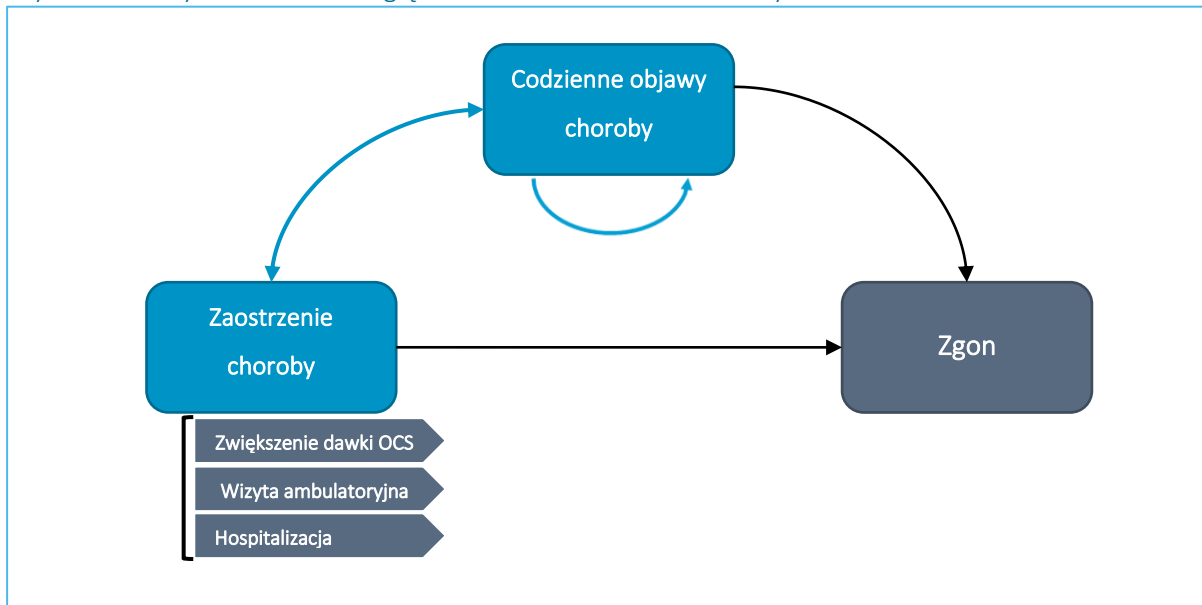 Codzienne objawy
choroby
Zaostrzenie
choroby
Zgon
Zwiększenie dawki OCS
Wizyta ambulatoryjna
Hospitalizacja